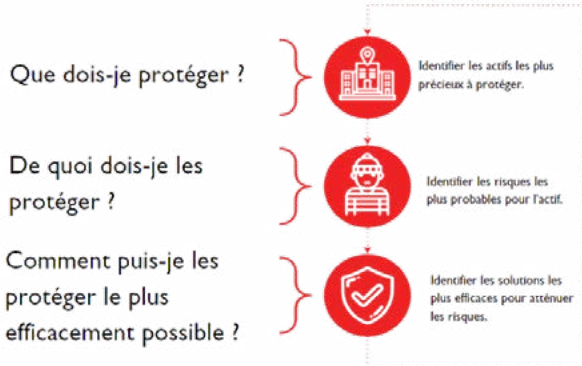 Que dois-je protéger ?
Identifier les actifs les plus
précieux à protéger.
De quoi dois-je les
protéger ?
Identifier les risques les
plus probables pour l'actif.
Comment puis-je les
protéger le plus
efficacement possible ?
Identifier les solutions les
plus efficaces pour atténuer
les risques.